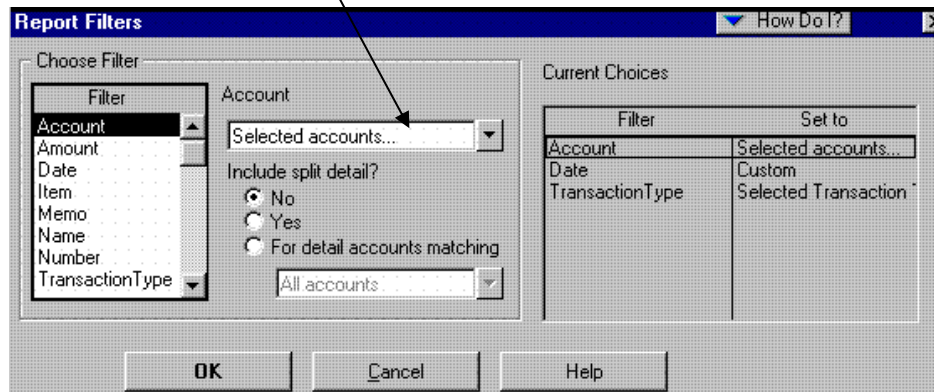 Report Filters
How Do I?
Choose Filter
Filter
Account
Amount
Date
Item
Memo
Name
Number
TransactionType
Account
Selected accounts...
Include split detail?
No
Yes
For detail accounts matching
All accounts
Current Choices
Filter Set to
Account Selected accounts...
Date Custom
TransactionType Selected Transaction
OK Cancel Help